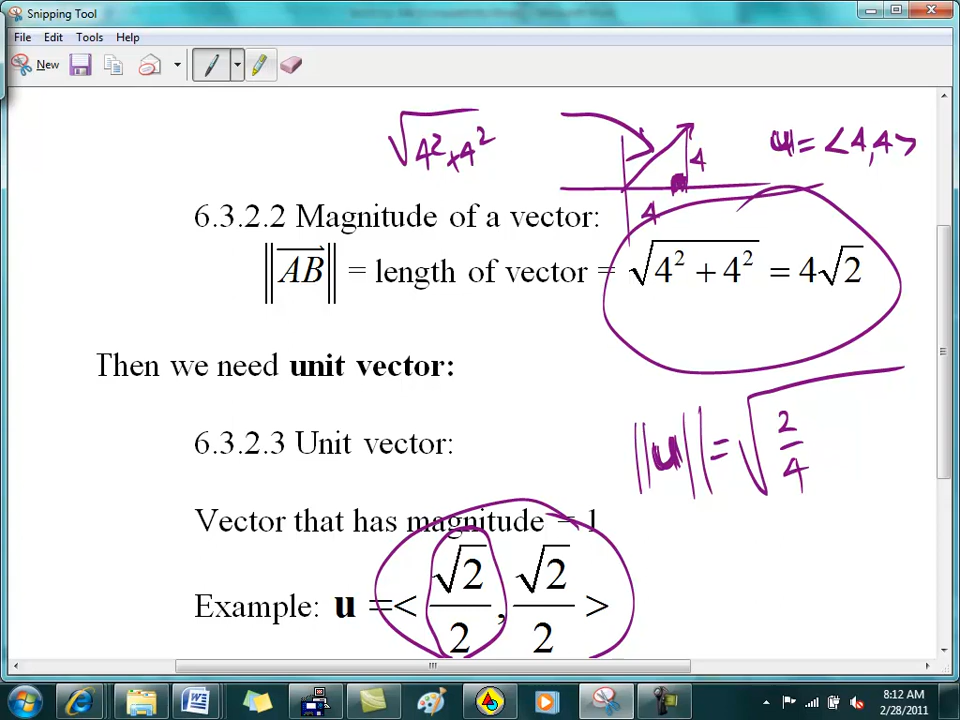 Snipping Tool
File Edit Tools Help
New
√4²+4²
4
u = <4,4>
4
6.3.2.2 Magnitude of a vector:
||AB|| = length of vector = √4² + 4² = 4√2
Then we need unit vector:
||u|| = √2/4
6.3.2.3 Unit vector:
Vector that has magnitude = 1
Example: u =< √2/2 , √2/2 >
8:12 AM
2/28/2011